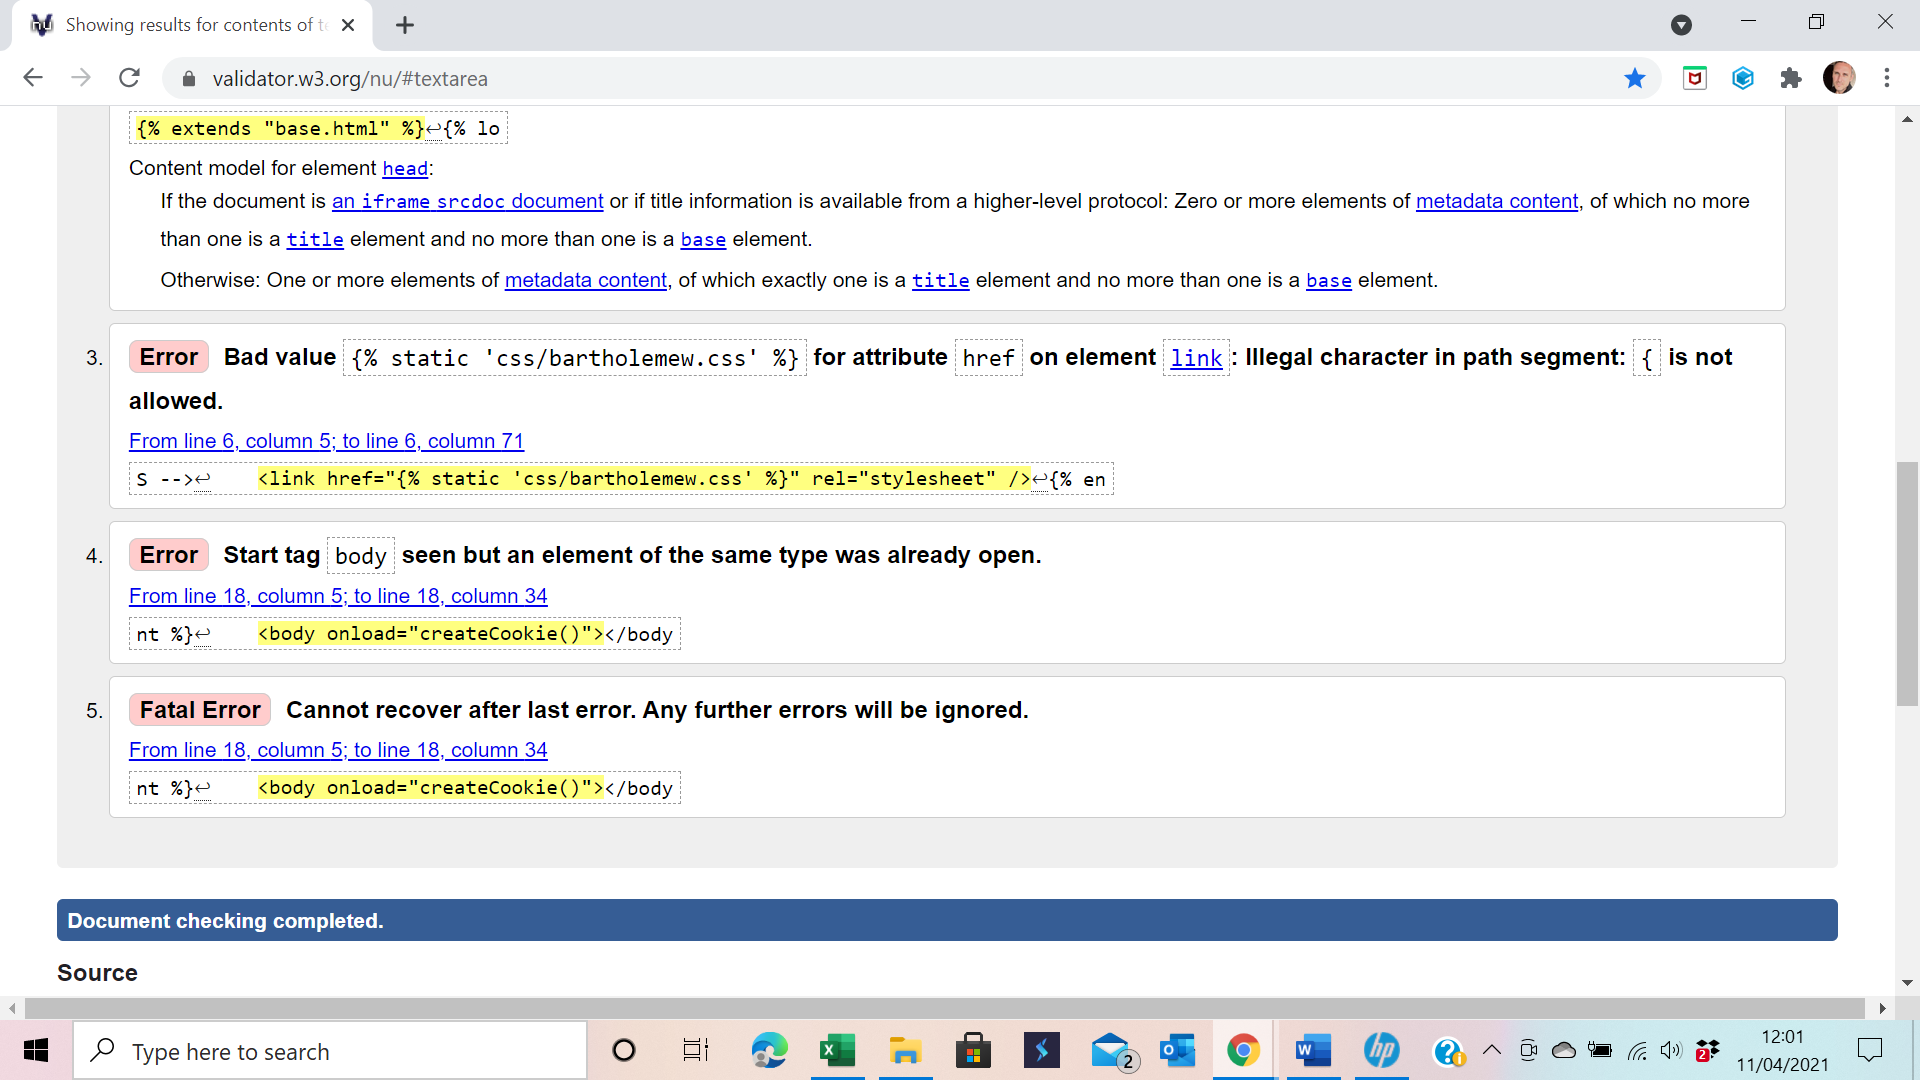 Showing results for contents of te
validator.w3.org/nu/#textarea
{% extends "base.html" %}↩{% lo
Content model for element head:
If the document is an iframe srcdoc document or if title information is available from a higher-level protocol: Zero or more elements of metadata content, of which no more
than one is a title element and no more than one is a base element.
Otherwise: One or more elements of metadata content, of which exactly one is a title element and no more than one is a base element.
3. Error Bad value {% static 'css/bartholemew.css' %} for attribute href on element link: Illegal character in path segment: { is not
allowed.
From line 6, column 5; to line 6, column 71
S -->↩    <link href="{% static 'css/bartholemew.css' %}" rel="stylesheet" />↩{% en
4. Error Start tag body seen but an element of the same type was already open.
From line 18, column 5; to line 18, column 34
nt %}↩    <body onload="createCookie()"></body
5. Fatal Error Cannot recover after last error. Any further errors will be ignored.
From line 18, column 5; to line 18, column 34
nt %}↩    <body onload="createCookie()"></body
Document checking completed.
Source
Type here to search
2
2
12:01
11/04/2021